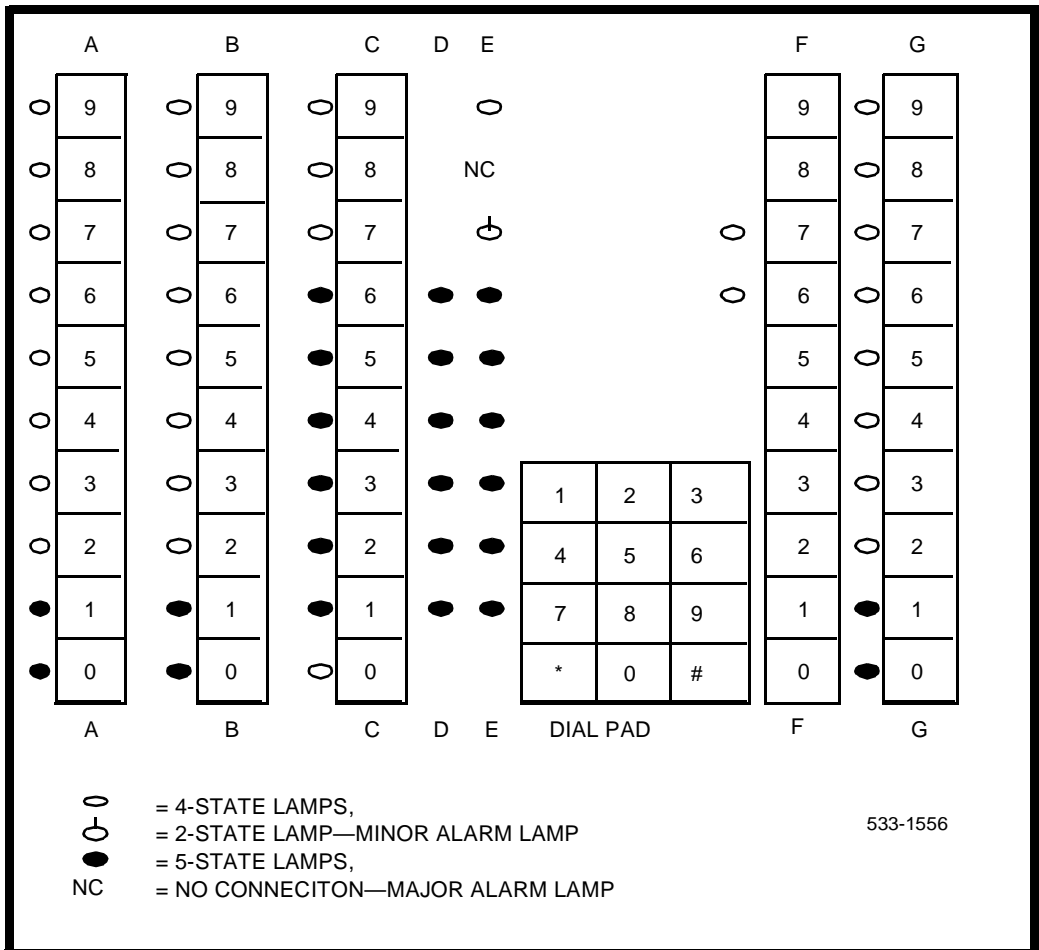 A B C D E F G
9 9 9 9 9
8 8 8 NC 8 8
7 7 7 7 7
6 6 6 6 6
5 5 5 5 5
4 4 4 4 4
3 3 3 1 2 3 3 3
2 2 2 4 5 6 2 2
1 1 1 7 8 9 1 1
0 0 0 * 0 # 0 0
A B C D E DIAL PAD F G
= 4-STATE LAMPS,
= 2-STATE LAMP—MINOR ALARM LAMP 533-1556
= 5-STATE LAMPS,
NC = NO CONNECITON—MAJOR ALARM LAMP